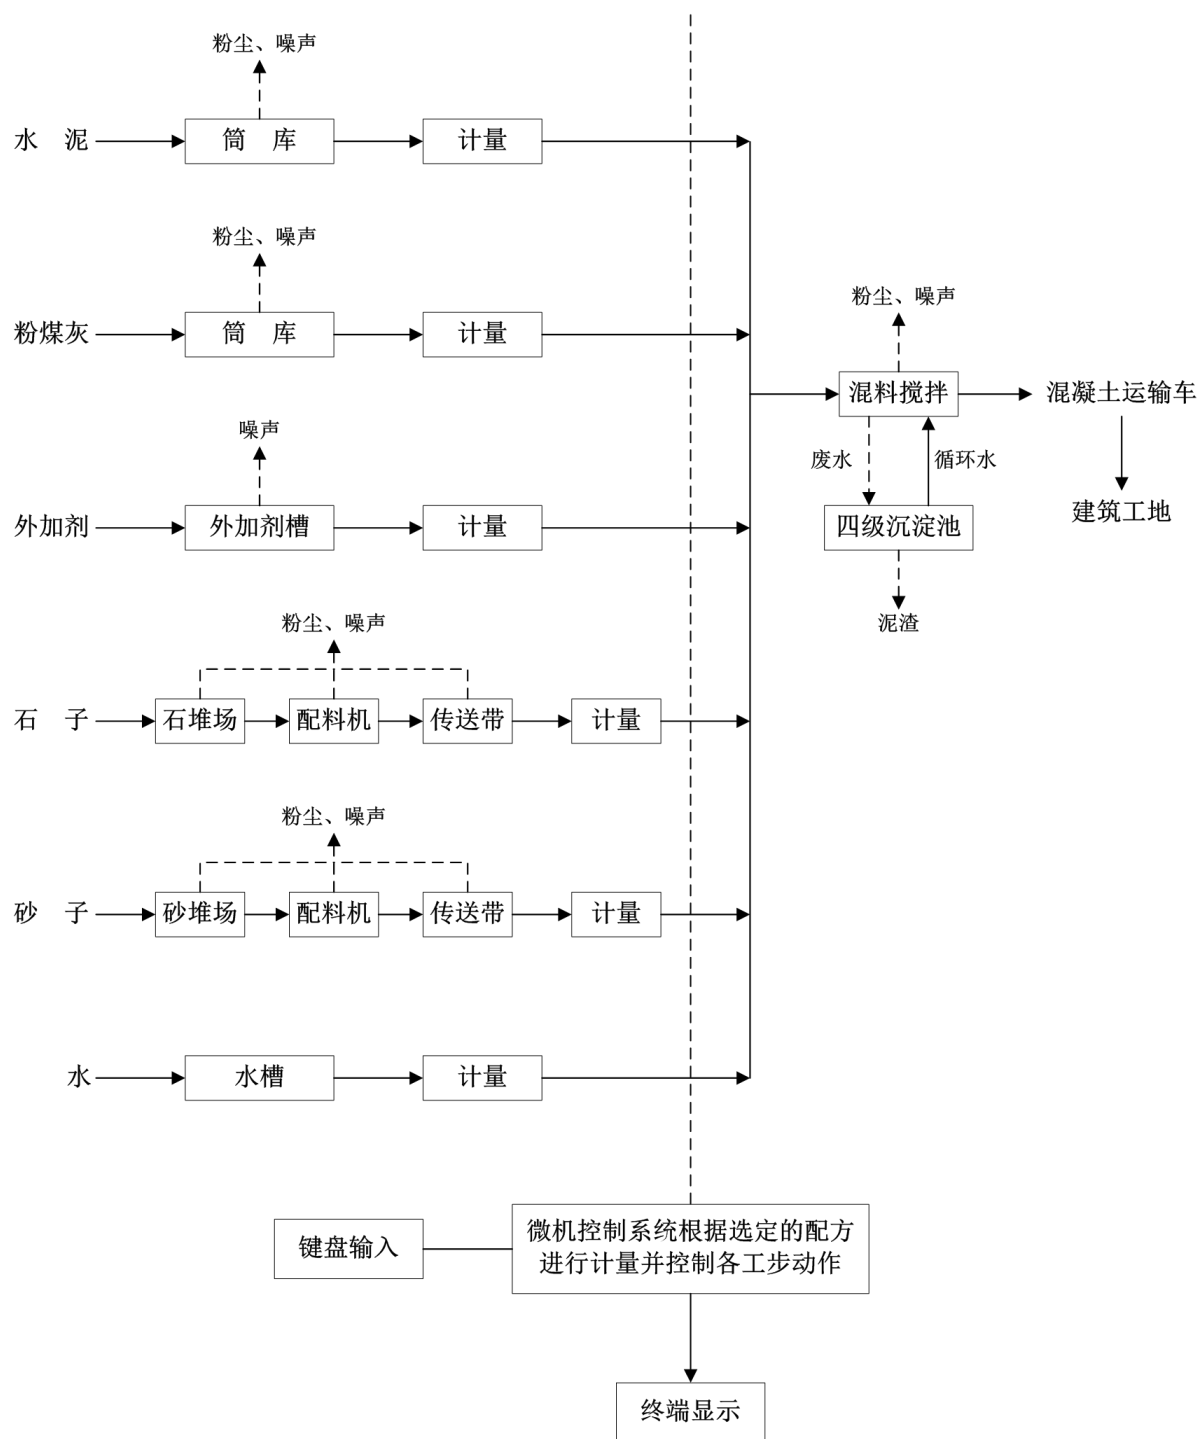 粉尘、噪声
水 泥 筒 库 计量
粉尘、噪声
粉煤灰 筒 库 计量
粉尘、噪声
混料搅拌 混凝土运输车
噪声
废水 循环水
外加剂 外加剂槽 计量
四级沉淀池 建筑工地
粉尘、噪声
泥渣
石 子 石堆场 配料机 传送带 计量
粉尘、噪声
砂 子 砂堆场 配料机 传送带 计量
水 水槽 计量
键盘输入
微机控制系统根据选定的配方
进行计量并控制各工步动作
终端显示